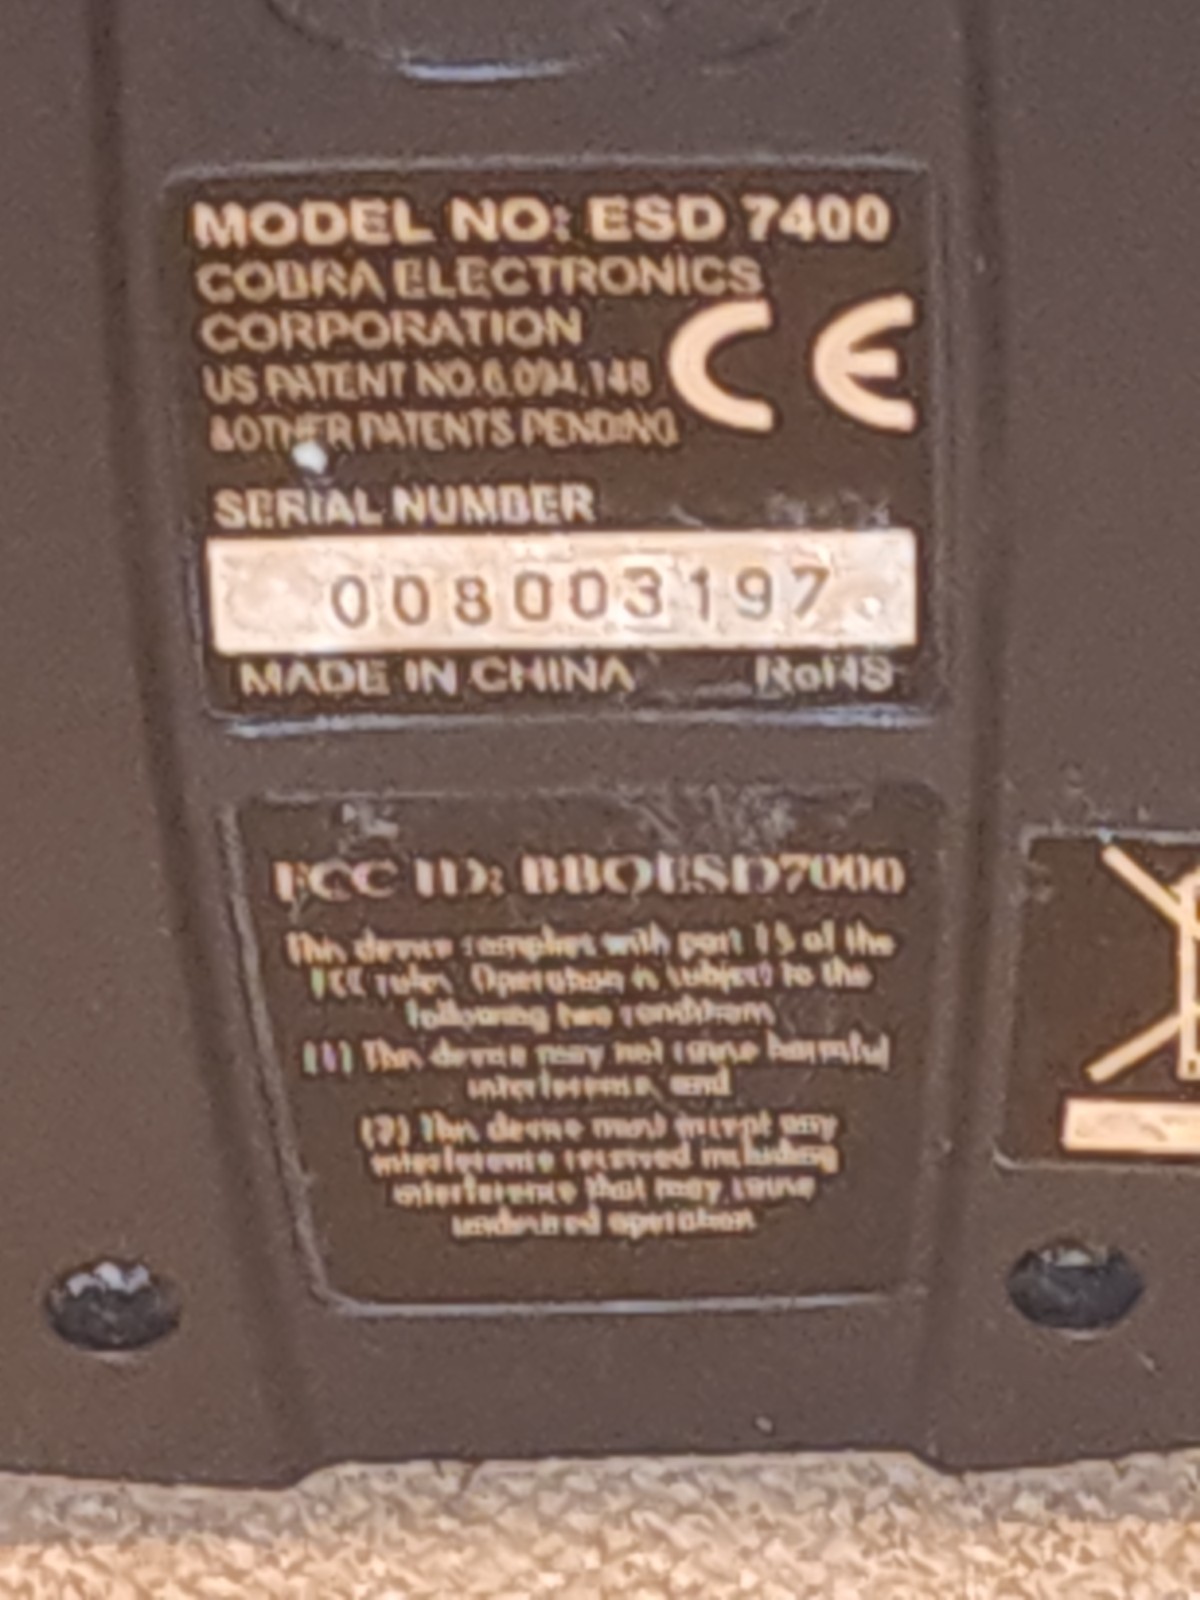 MODEL NO: ESD 7400
COBRA ELECTRONICS
CORPORATION
US PATENT NO.6,094,148
&OTHER PATENTS PENDING
CE
SERIAL NUMBER
008003197
MADE IN CHINA RoHS
FCC ID: BBOESD7000
This device complies with part 15 of the
FCC rules. Operation is subject to the
following two conditions
(1) This device may not cause harmful
interference, and
(2) This device must accept any
interference received including
interference that may cause
undesired operation